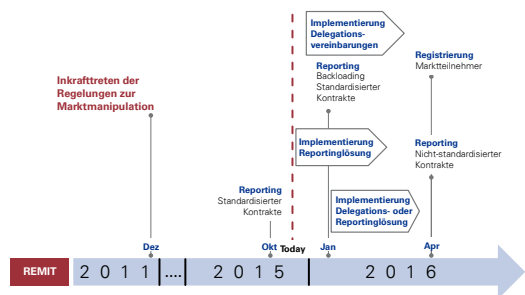 Implementierung
Delegations-
vereinbarungen
Inkrafttreten der
Regelungen zur
Marktmanipulation
Reporting
Backloading
Standardisierter
Kontrakte
Registrierung
Marktteilnehmer
Implementierung
Reportinglösung
Reporting
Nicht-standardisierter
Kontrakte
Reporting
Standardisierter
Kontrakte
Implementierung
Delegations- oder
Reportinglösung
Dez
Okt
Today
Jan
Apr
REMIT
2 0 1 1
....
2 0 1 5
2 0 1 6